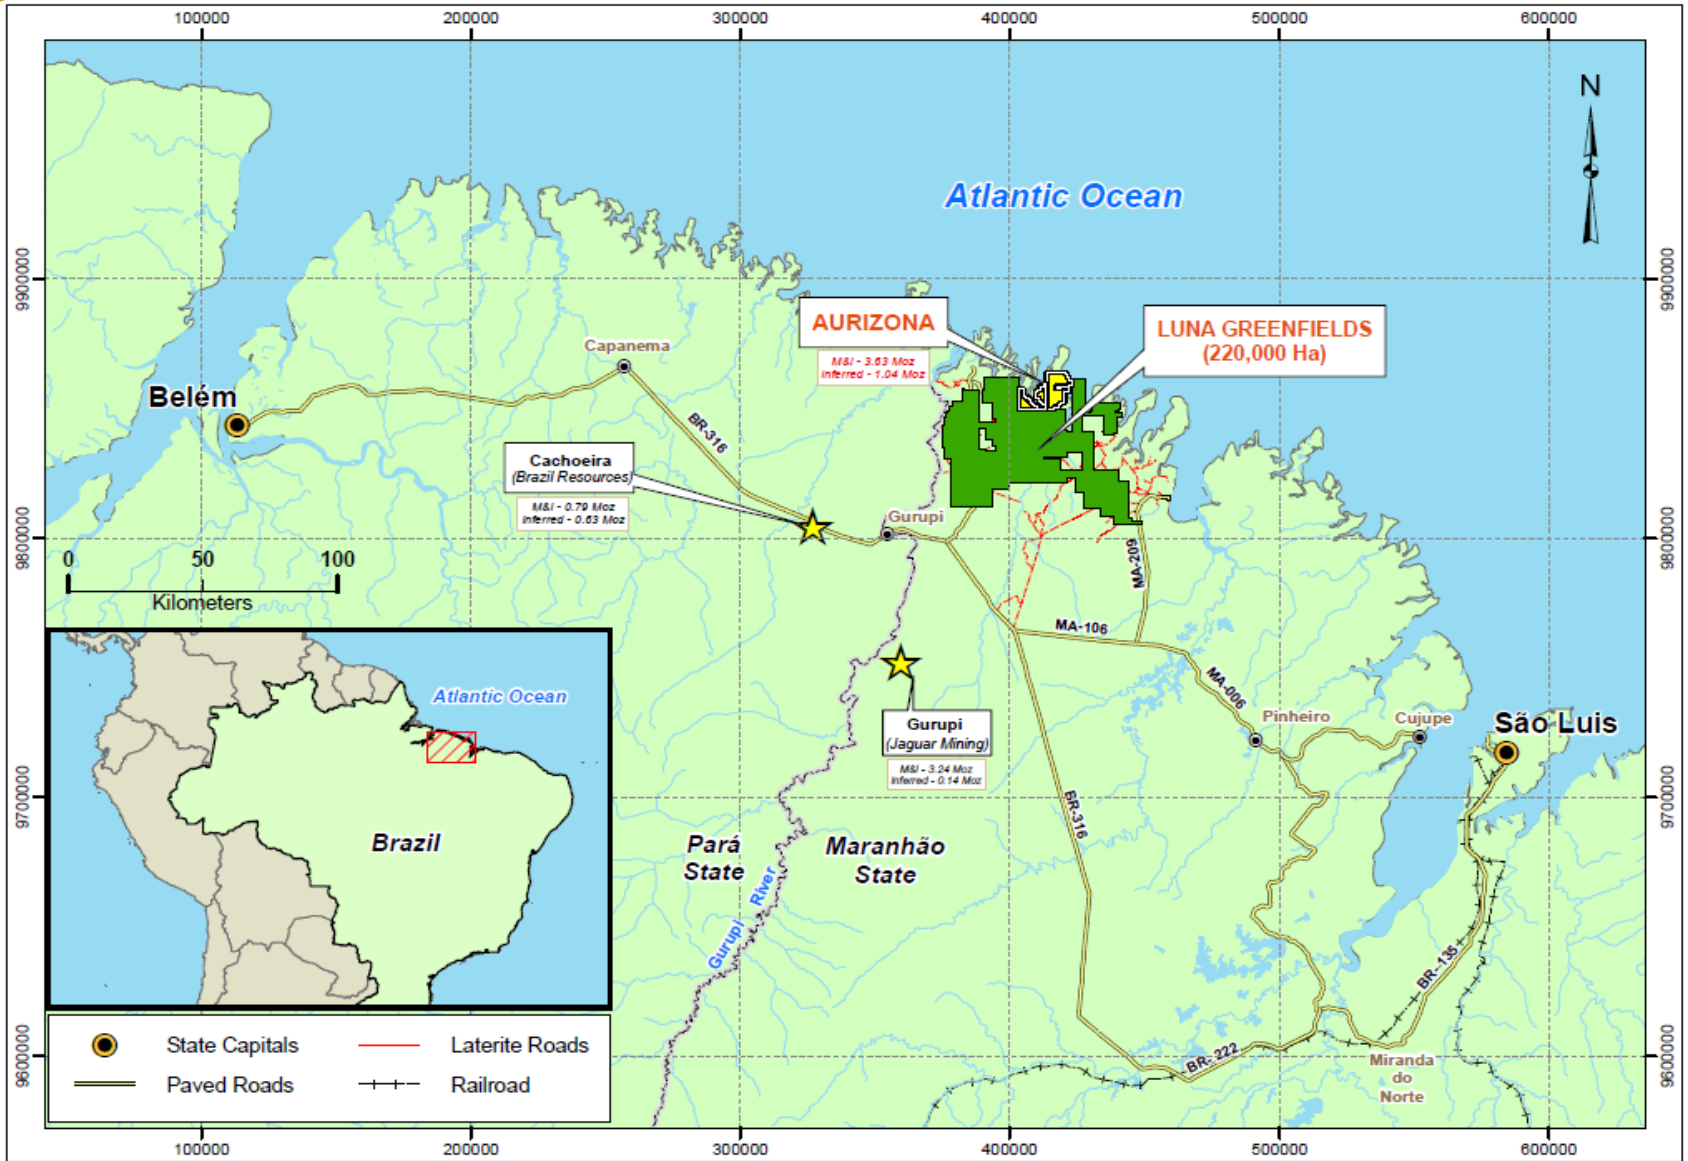 100000
200000
300000
400000
500000
600000
N
Atlantic Ocean
9900000
9900000
AURIZONA
M&I - 3.63 Moz
Inferred - 1.04 Moz
LUNA GREENFIELDS
(220,000 Ha)
Capanema
Belém
BR-316
Cachoeira
(Brazil Resources)
M&I - 0.79 Moz
Inferred - 0.63 Moz
Gurupi
9800000
9800000
0
50
100
Kilometers
MA-209
MA-106
MA-006
Atlantic Ocean
Brazil
Gurupi
(Jaguar Mining)
M&I - 3.24 Moz
Inferred - 0.14 Moz
Pinheiro
Cujupe
São Luis
9700000
9700000
BR-316
Pará
State
Maranhão
State
Gurupi River
BR-135
BR-222
Miranda
do
Norte
9600000
9600000
State Capitals
Laterite Roads
Paved Roads
Railroad
100000
200000
300000
400000
500000
600000